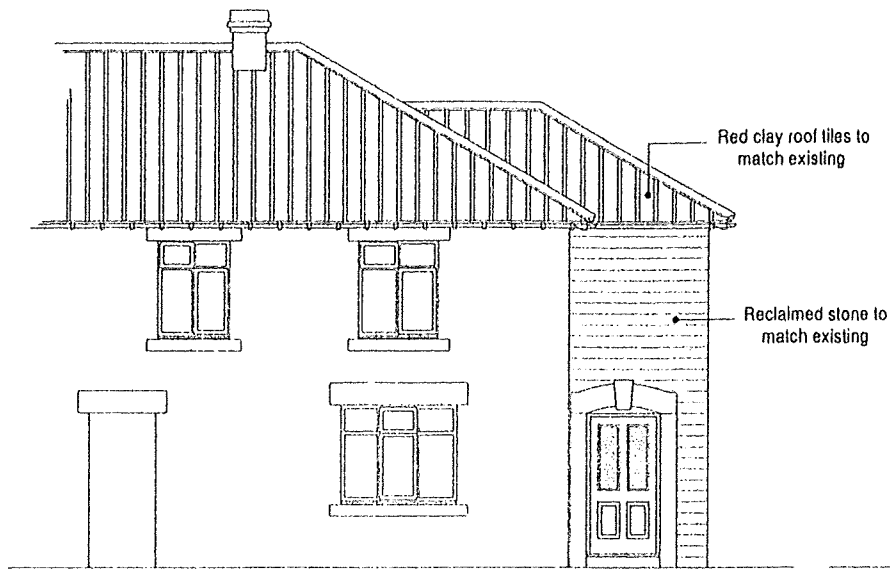 Red clay roof tiles to
match existing
Reclaimed stone to
match existing